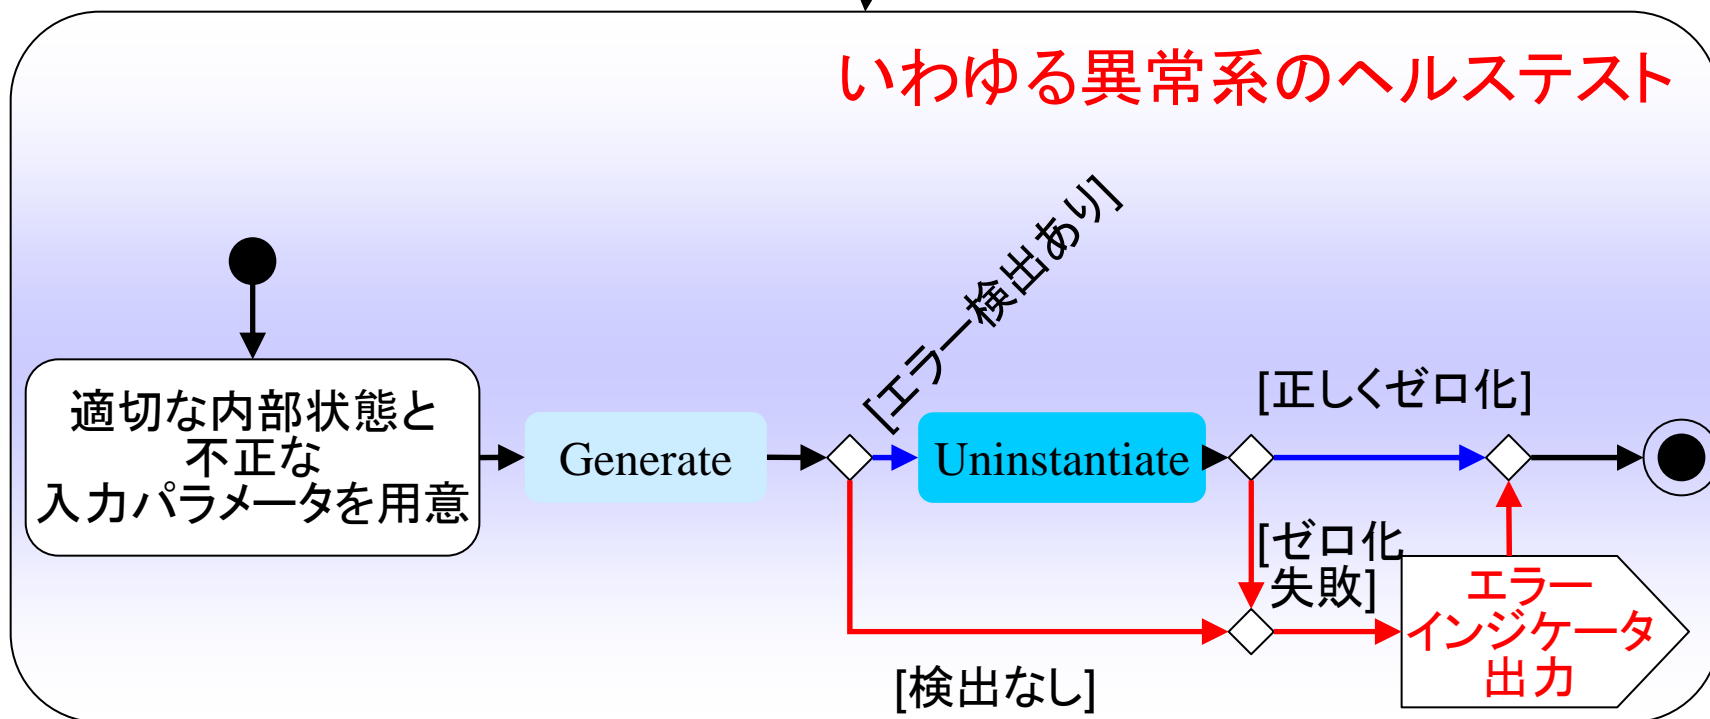 いわゆる異常系のヘルステスト
[エラー検出あり]
[正しくゼロ化]
適切な内部状態と
不正な
入力パラメータを用意
Generate
Uninstantiate
[ゼロ化
失敗]
エラー
インジケータ
出力
[検出なし]